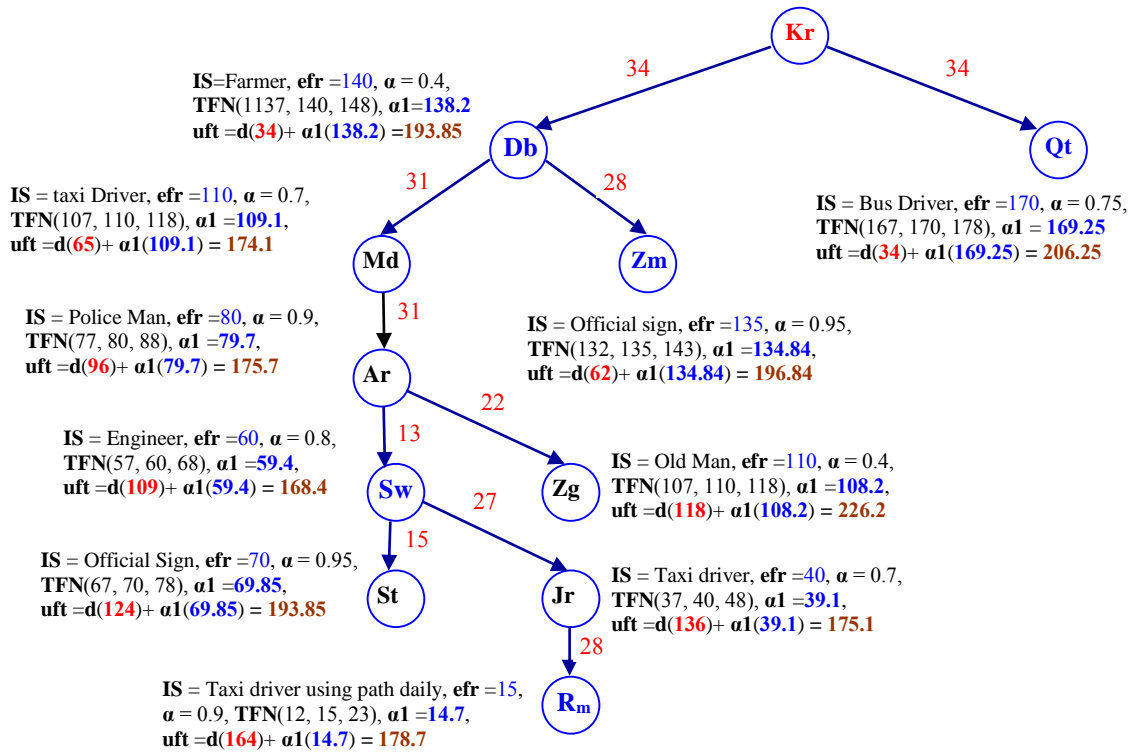 Kr
34
34
IS=Farmer, efr =140, α = 0.4,
TFN(1137, 140, 148), α1=138.2
uft =d(34)+ α1(138.2) =193.85
Db
Qt
31
28
IS = taxi Driver, efr =110, α = 0.7,
TFN(107, 110, 118), α1 =109.1,
uft =d(65)+ α1(109.1) = 174.1
IS = Bus Driver, efr =170, α = 0.75,
TFN(167, 170, 178), α1 = 169.25
uft =d(34)+ α1(169.25) = 206.25
Md
Zm
31
IS = Police Man, efr =80, α = 0.9,
TFN(77, 80, 88), α1 =79.7,
uft =d(96)+ α1(79.7) = 175.7
IS = Official sign, efr =135, α = 0.95,
TFN(132, 135, 143), α1 =134.84,
uft =d(62)+ α1(134.84) = 196.84
Ar
22
13
IS = Engineer, efr =60, α = 0.8,
TFN(57, 60, 68), α1 =59.4,
uft =d(109)+ α1(59.4) = 168.4
Sw
Zg
IS = Old Man, efr =110, α = 0.4,
TFN(107, 110, 118), α1 =108.2,
uft =d(118)+ α1(108.2) = 226.2
27
15
IS = Official Sign, efr =70, α = 0.95,
TFN(67, 70, 78), α1 =69.85,
uft =d(124)+ α1(69.85) = 193.85
St
Jr
IS = Taxi driver, efr =40, α = 0.7,
TFN(37, 40, 48), α1 =39.1,
uft =d(136)+ α1(39.1) = 175.1
28
IS = Taxi driver using path daily, efr =15,
α = 0.9, TFN(12, 15, 23), α1 =14.7,
uft =d(164)+ α1(14.7) = 178.7
Rm